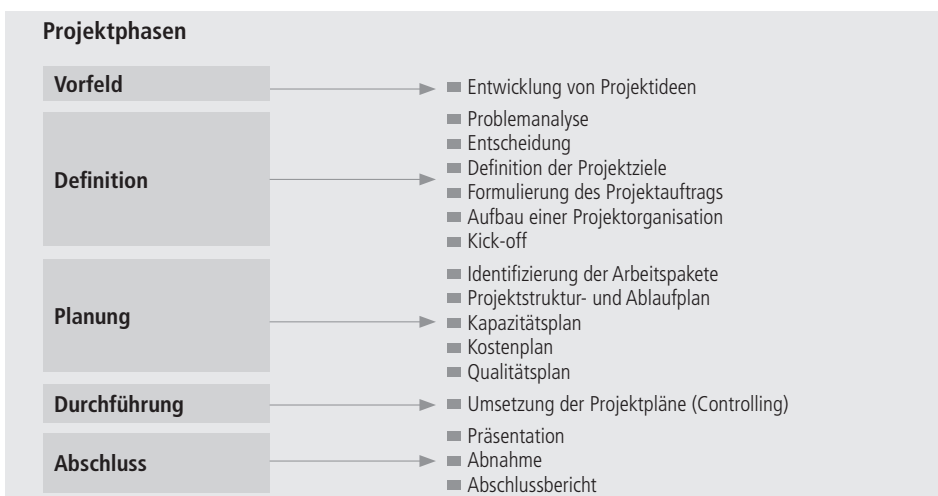 Projektphasen
Vorfeld
Entwicklung von Projektideen
Definition
Problemanalyse
Entscheidung
Definition der Projektziele
Formulierung des Projektauftrags
Aufbau einer Projektorganisation
Kick-off
Planung
Identifizierung der Arbeitspakete
Projektstruktur- und Ablaufplan
Kapazitätsplan
Kostenplan
Qualitätsplan
Durchführung
Umsetzung der Projektpläne (Controlling)
Abschluss
Präsentation
Abnahme
Abschlussbericht